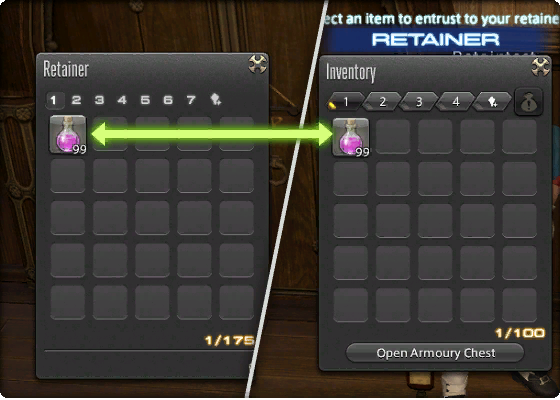 Retainer
1 2 3 4 5 6 7
99
1/175
ect an item to entrust to your retaine
RETAINER
Inventory
1 2 3 4
99
1/100
Open Armoury Chest